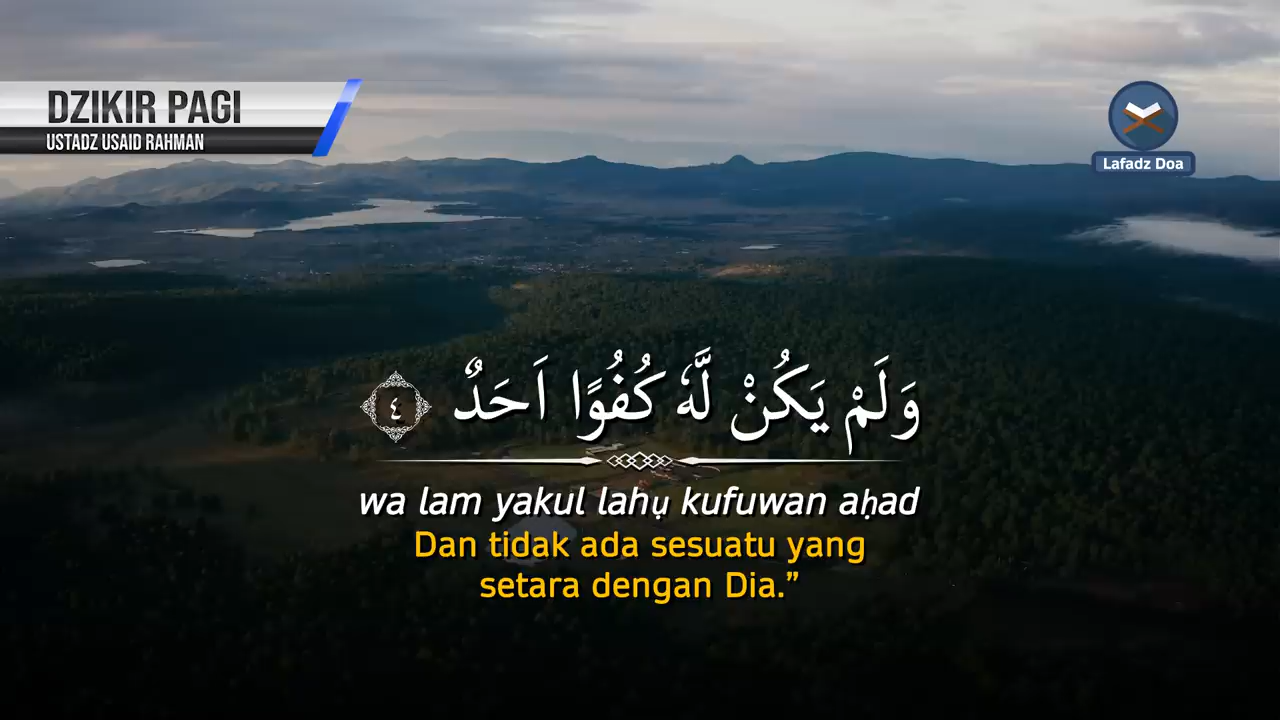 DZIKIR PAGI
USTADZ USAID RAHMAN
Lafadz Doa
وَلَمْ يَكُنْ لَّهٗ كُفُوًا اَحَدٌ ٤
wa lam yakul lahụ kufuwan aḥad
Dan tidak ada sesuatu yang
setara dengan Dia.”